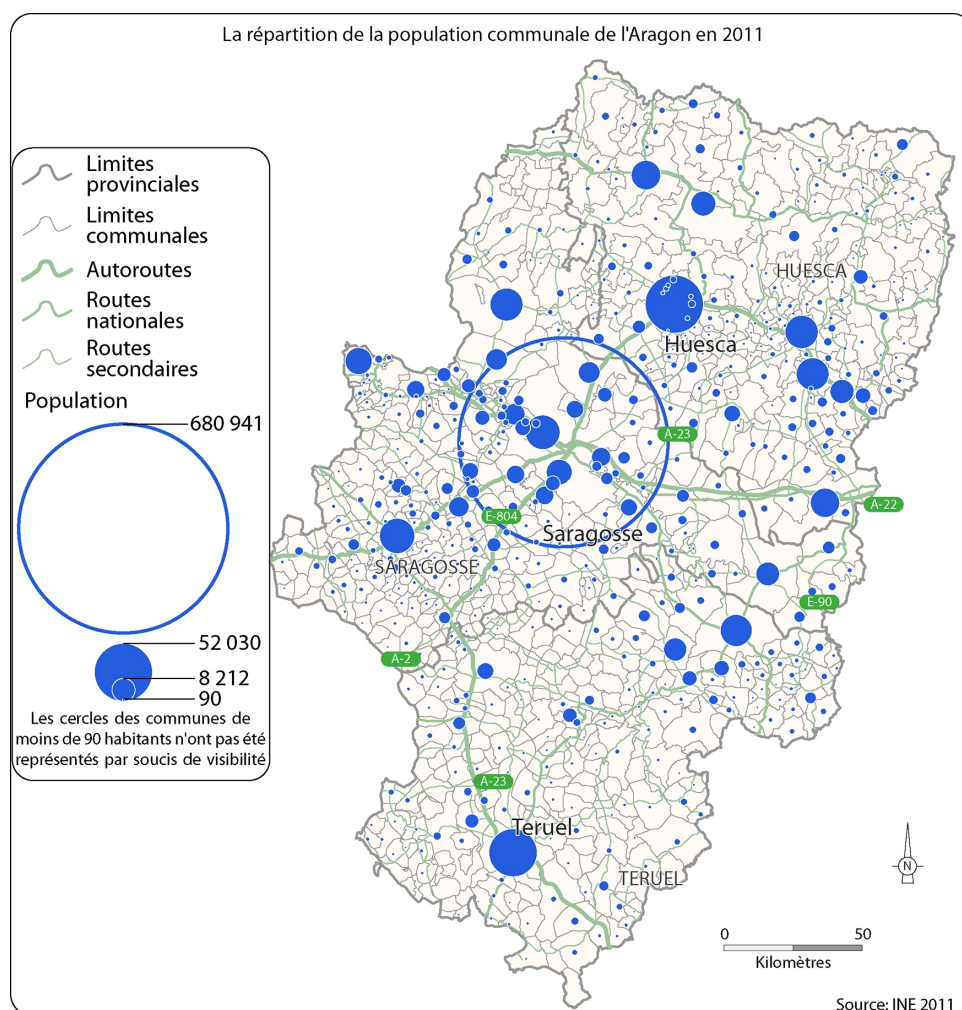 La répartition de la population communale de l'Aragon en 2011
Limites
provinciales
Limites
communales
Autoroutes
Routes
nationales
Routes
secondaires
Population
680 941
52 030
8 212
90
Les cercles des communes de
moins de 90 habitants n'ont pas été
représentés par soucis de visibilité
HUESCA
Huesca
A-23
A-22
E-804
Saragosse
SARAGOSSE
E-90
A-2
A-23
Teruel
TERUEL
N
0 50
Kilomètres
Source: INE 2011